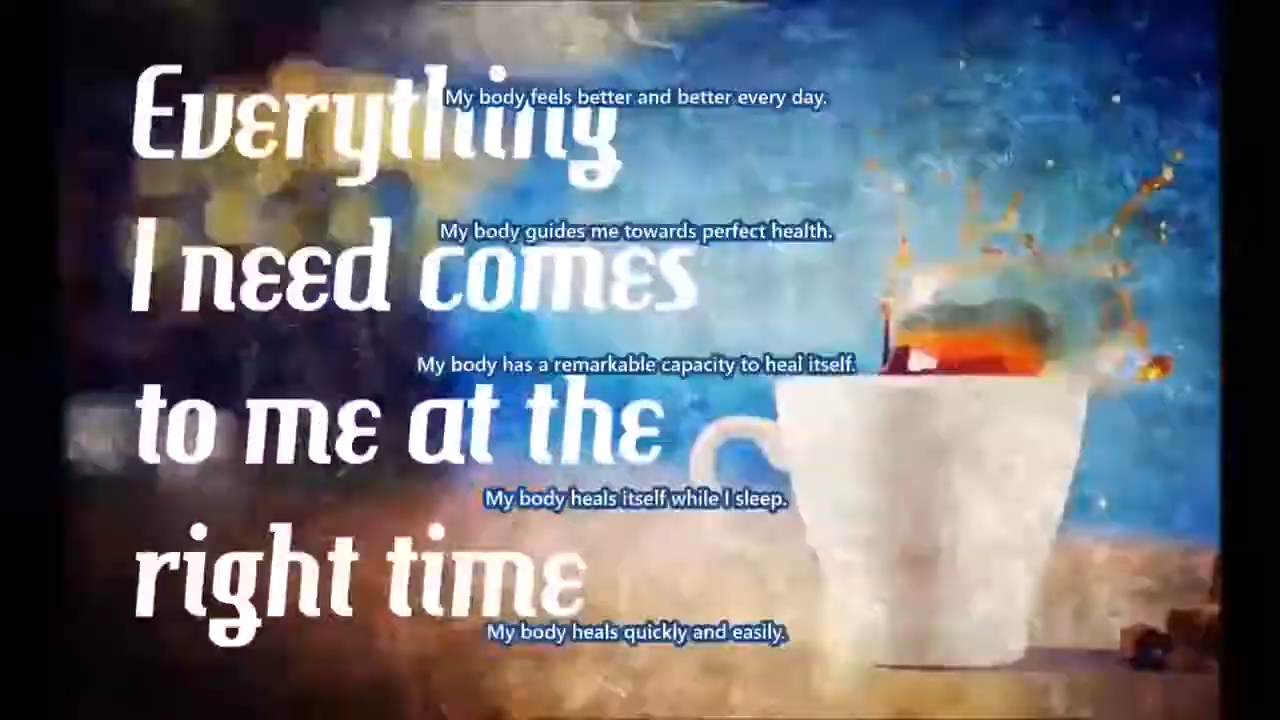 My body feels better and better every day.
Everything
My body guides me towards perfect health.
I need comes
My body has a remarkable capacity to heal itself.
to me at the
My body heals itself while I sleep.
right time
My body heals quickly and easily.